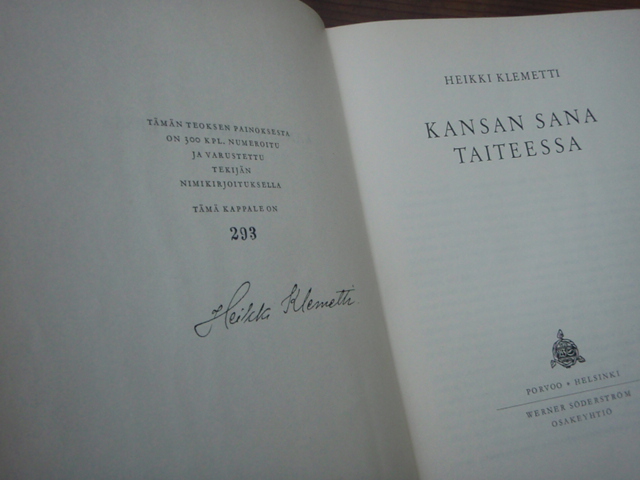 TÄMÄN TEOKSEN PAINOKSESTA
ON 500 KPL. NUMEROITU
JA VARUSTETTU
TEKIJÄN
NIMIKIRJOITUKSELLA
TÄMÄ KAPPALE ON
293
Heikki Klemetti
HEIKKI KLEMETTI
KANSAN SANA
TAITEESSA
PORVOO • HELSINKI
WERNER SÖDERSTRÖM
OSAKEYHTIÖ